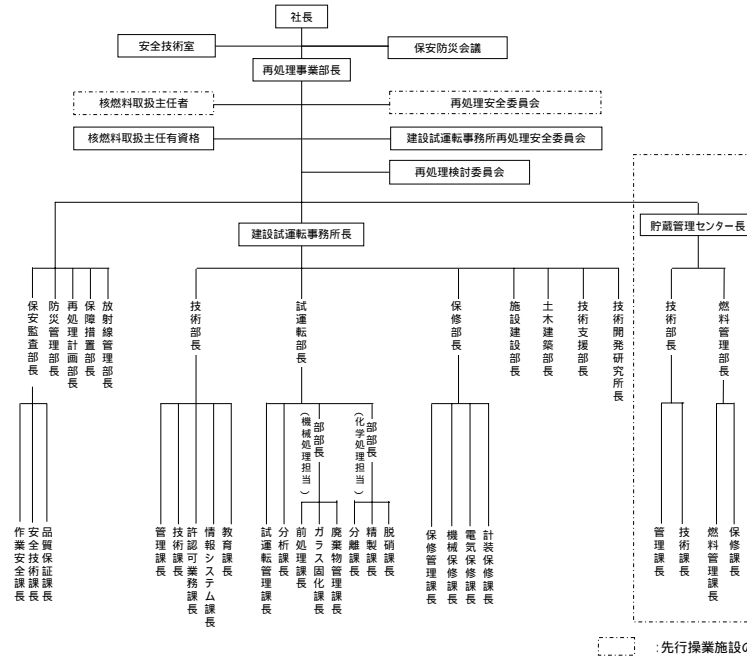 社長
安全技術室
保安防災会議
再処理事業部長
核燃料取扱主任者
再処理安全委員会
核燃料取扱主任有資格
建設試運転事務所再処理安全委員会
再処理検討委員会
建設試運転事務所長
貯蔵管理センター長
保安監査部長
防災管理部長
再処理計画部長
保障措置部長
放射線管理部長
技術部長
試運転部長
保修部長
施設建設部長
土木建築部長
技術支援部長
技術開発研究所長
技術部長
燃料管理部長
部部長
(機械処理担当)
部部長
(化学処理担当)
作業安全課長
安全技術課長
品質保証課長
管理課長
技術課長
許認可業務課長
情報システム課長
教育課長
試運転管理課長
分析課長
前処理課長
ガラス固化課長
廃棄物管理課長
分離課長
精製課長
脱硝課長
保修管理課長
機械保修課長
電気保修課長
計装保修課長
管理課長
技術課長
燃料管理課長
保修課長
:先行操業施設の